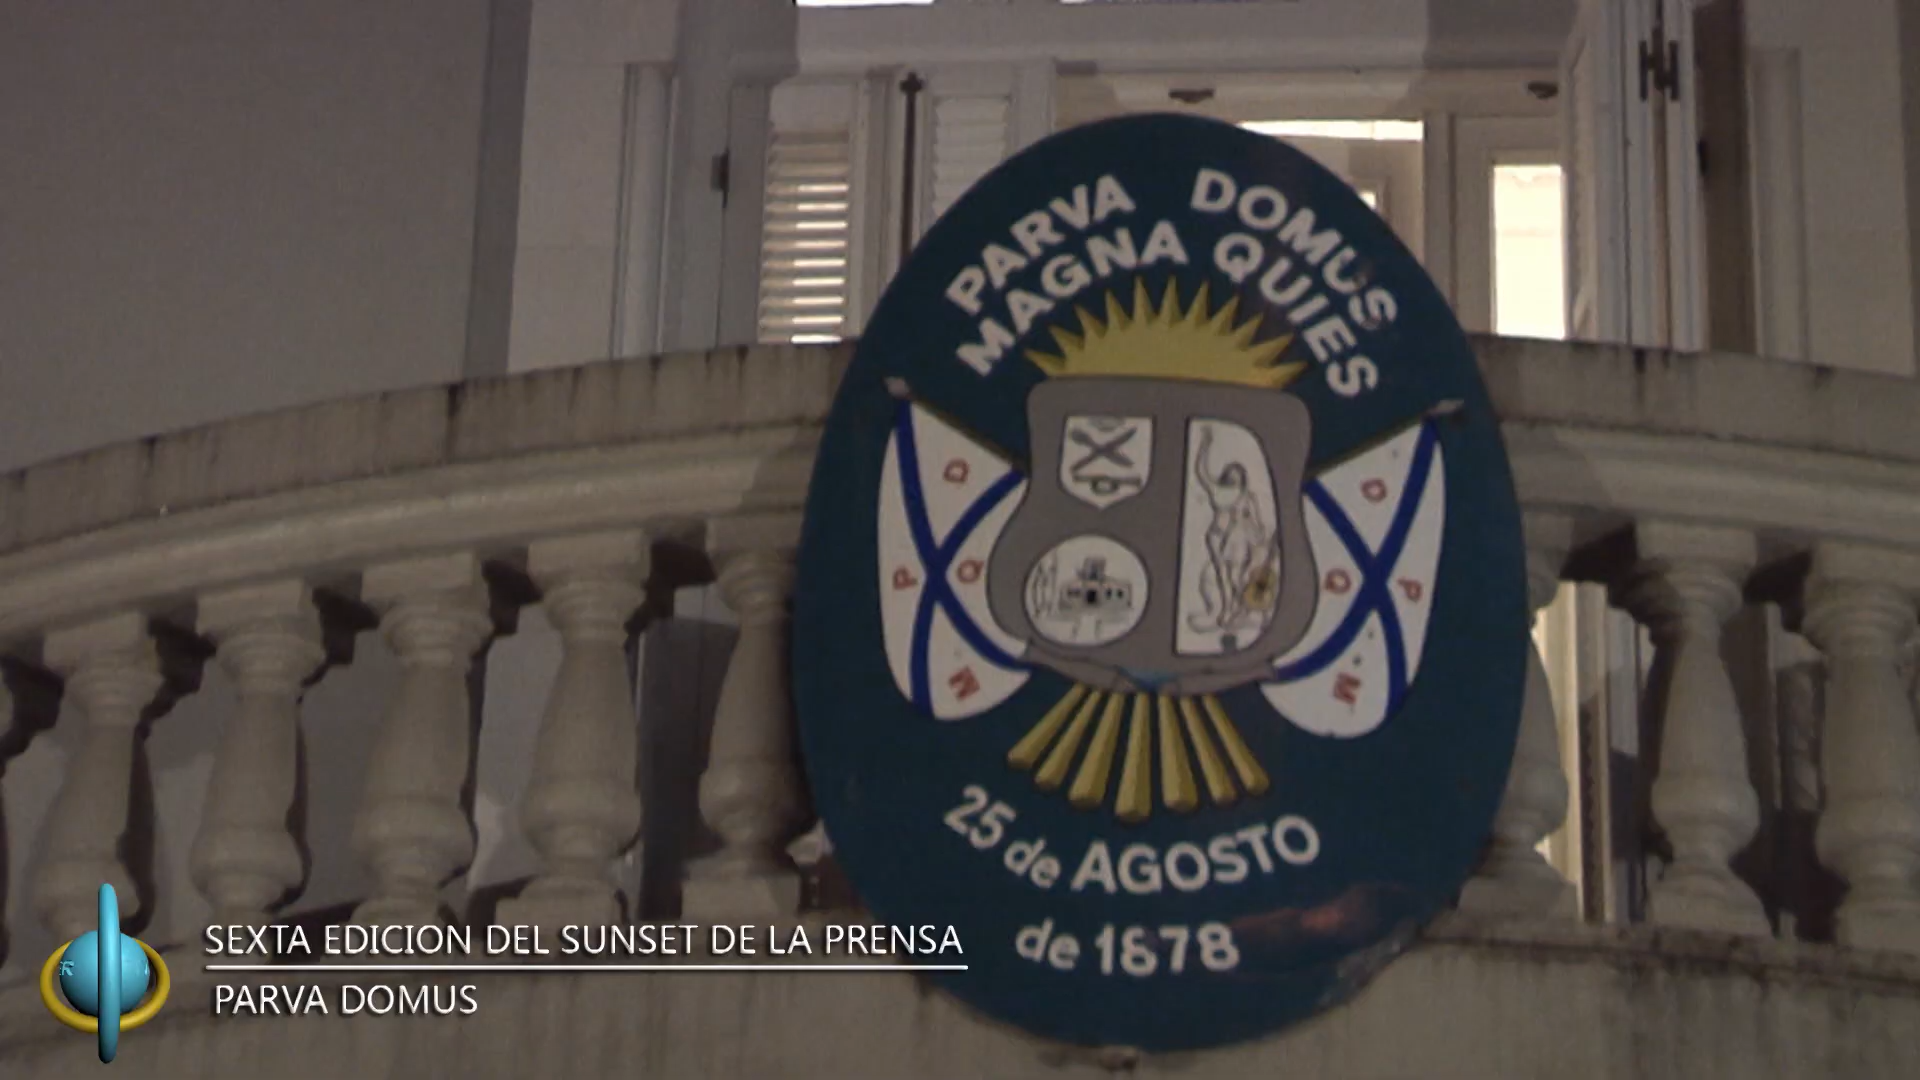 PARVA DOMUS
MAGNA QUIES
P D Q M
D P Q M
25 de AGOSTO
de 1878
SEXTA EDICION DEL SUNSET DE LA PRENSA
PARVA DOMUS